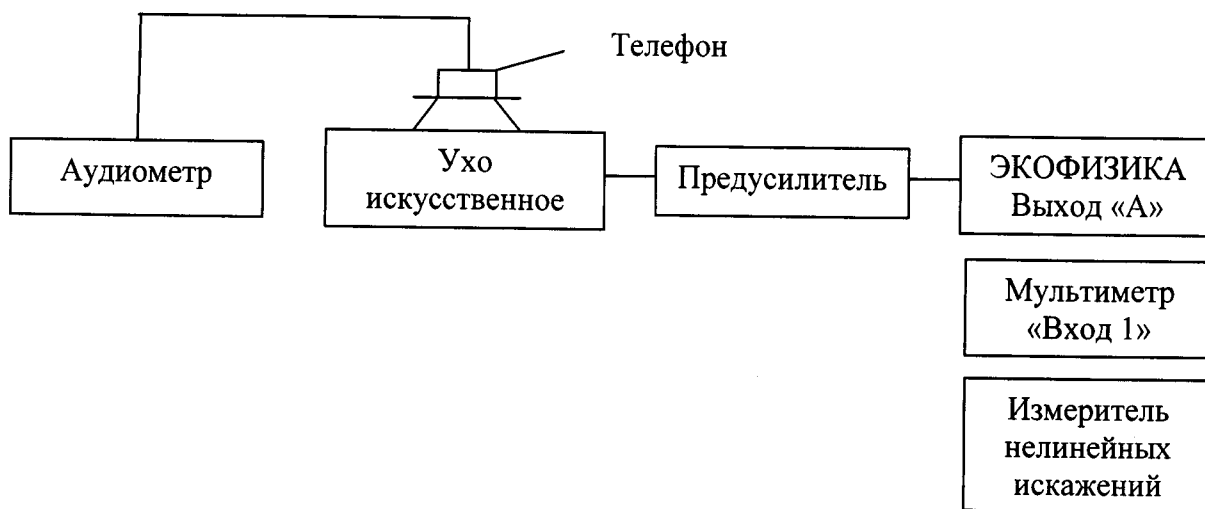 Телефон
Аудиометр
Ухо
искусственное
Предусилитель
ЭКОФИЗИКА
Выход «А»
Мультиметр
«Вход 1»
Измеритель
нелинейных
искажений